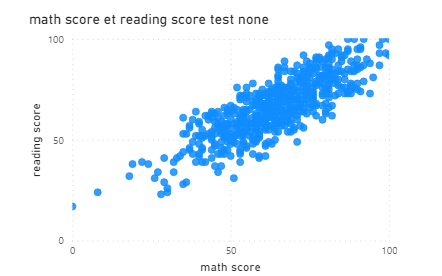 math score et reading score test none
100
50
0
reading score
0 50 100
math score